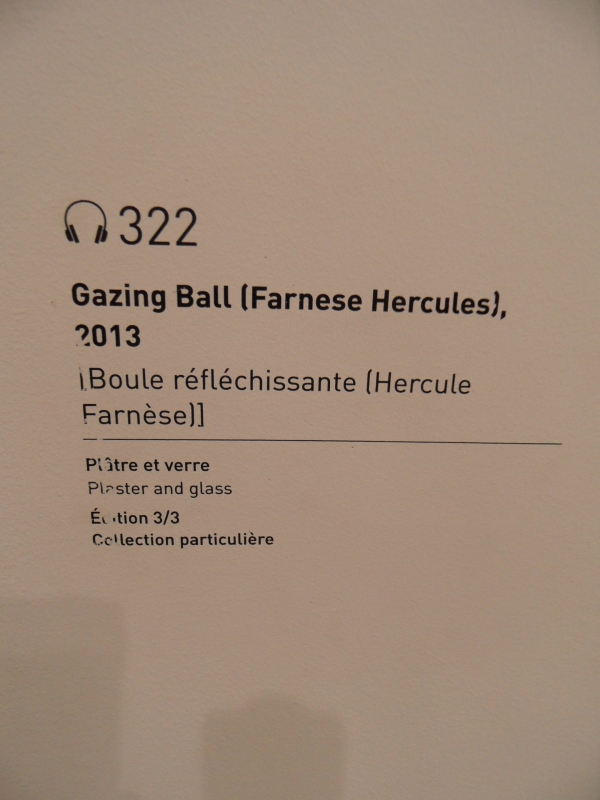 322
Gazing Ball (Farnese Hercules),
2013
[Boule réfléchissante (Hercule
Farnèse)]
Plâtre et verre
Plaster and glass
Édition 3/3
Collection particulière